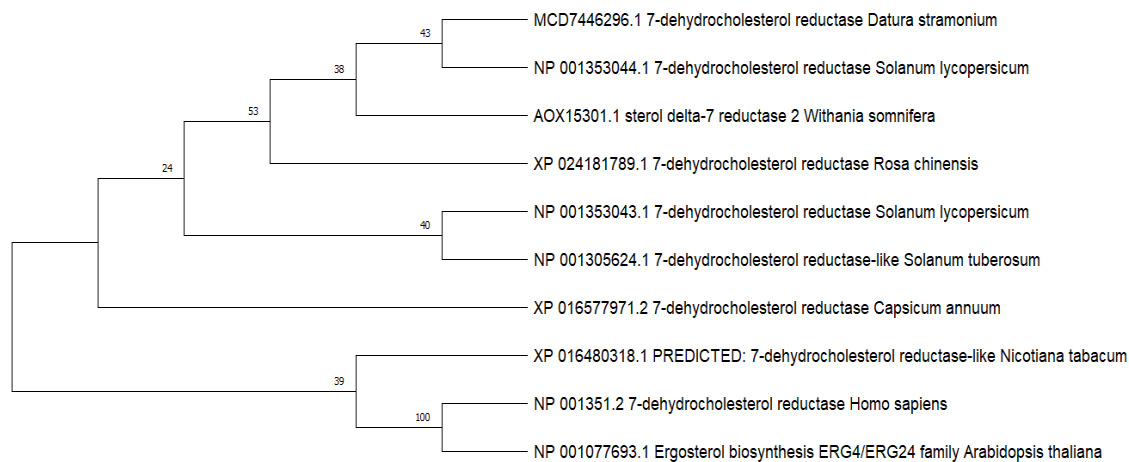 MCD7446296.1 7-dehydrocholesterol reductase Datura stramonium
43
NP 001353044.1 7-dehydrocholesterol reductase Solanum lycopersicum
38
AOX15301.1 sterol delta-7 reductase 2 Withania somnifera
53
XP 024181789.1 7-dehydrocholesterol reductase Rosa chinensis
24
NP 001353043.1 7-dehydrocholesterol reductase Solanum lycopersicum
40
NP 001305624.1 7-dehydrocholesterol reductase-like Solanum tuberosum
XP 016577971.2 7-dehydrocholesterol reductase Capsicum annuum
XP 016480318.1 PREDICTED: 7-dehydrocholesterol reductase-like Nicotiana tabacum
39
NP 001351.2 7-dehydrocholesterol reductase Homo sapiens
100
NP 001077693.1 Ergosterol biosynthesis ERG4/ERG24 family Arabidopsis thaliana